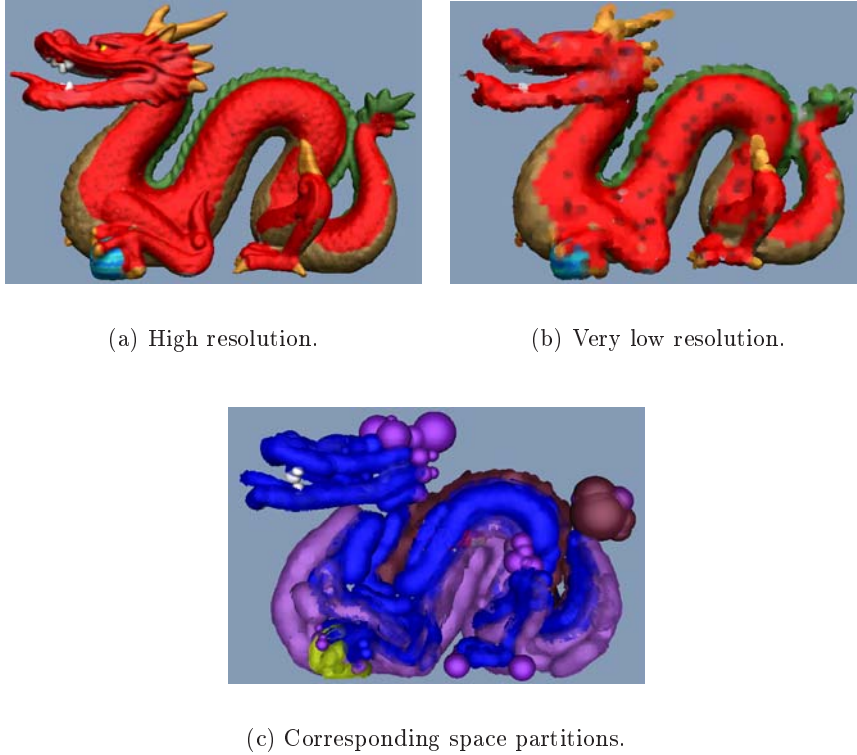 (a) High resolution.
(b) Very low resolution.
(c) Corresponding space partitions.